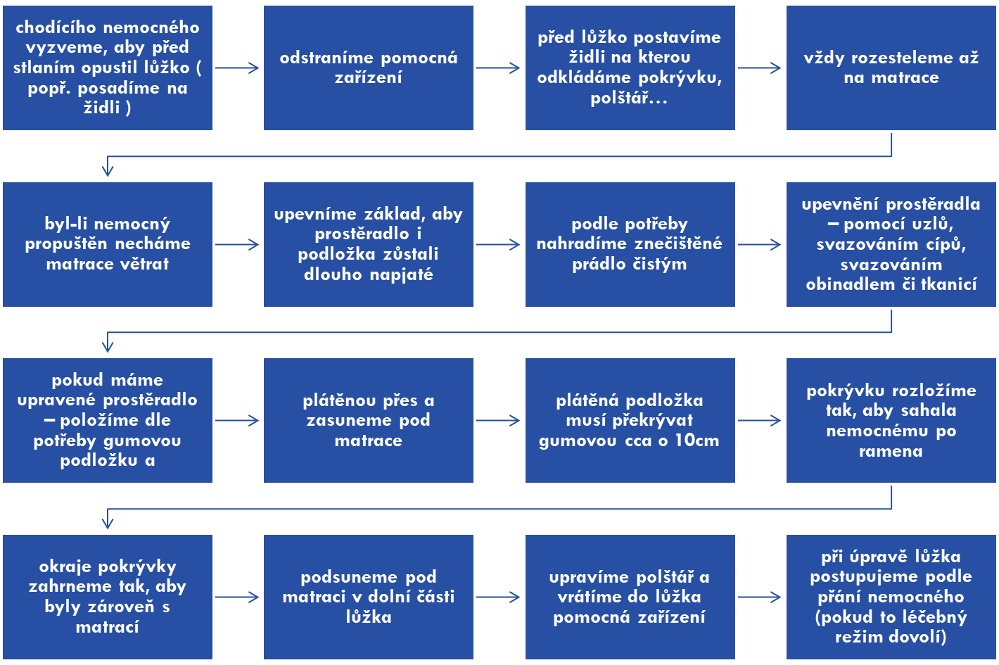 chodícího nemocného
vyzveme, aby před
stlaním opustil lůžko (
popř. posadíme na
židli )
odstraníme pomocná
zařízení
před lůžko postavíme
židli na kterou
odkládáme pokrývku,
polštář...
vždy rozesteleme až
na matrace
byl-li nemocný
propuštěn necháme
matrace větrat
upevníme základ, aby
prostěradlo i
podložka zůstali
dlouho napjaté
podle potřeby
nahradíme znečištěné
prádlo čistým
upevnění prostěradla
– pomocí uzlů,
svazováním cípů,
svazováním
obinadlem či tkanicí
pokud máme
upravené prostěradlo
– položíme dle
potřeby gumovou
podložku a
plátěnou přes a
zasuneme pod
matrace
plátěná podložka
musí překrývat
gumovou cca o 10cm
pokrývku rozložíme
tak, aby sahala
nemocnému po
ramena
okraje pokrývky
zahrneme tak, aby
byly zároveň s
matrací
podsuneme pod
matraci v dolní části
lůžka
upravíme polštář a
vrátíme do lůžka
pomocná zařízení
při úpravě lůžka
postupujeme podle
přání nemocného
(pokud to léčebný
režim dovolí)